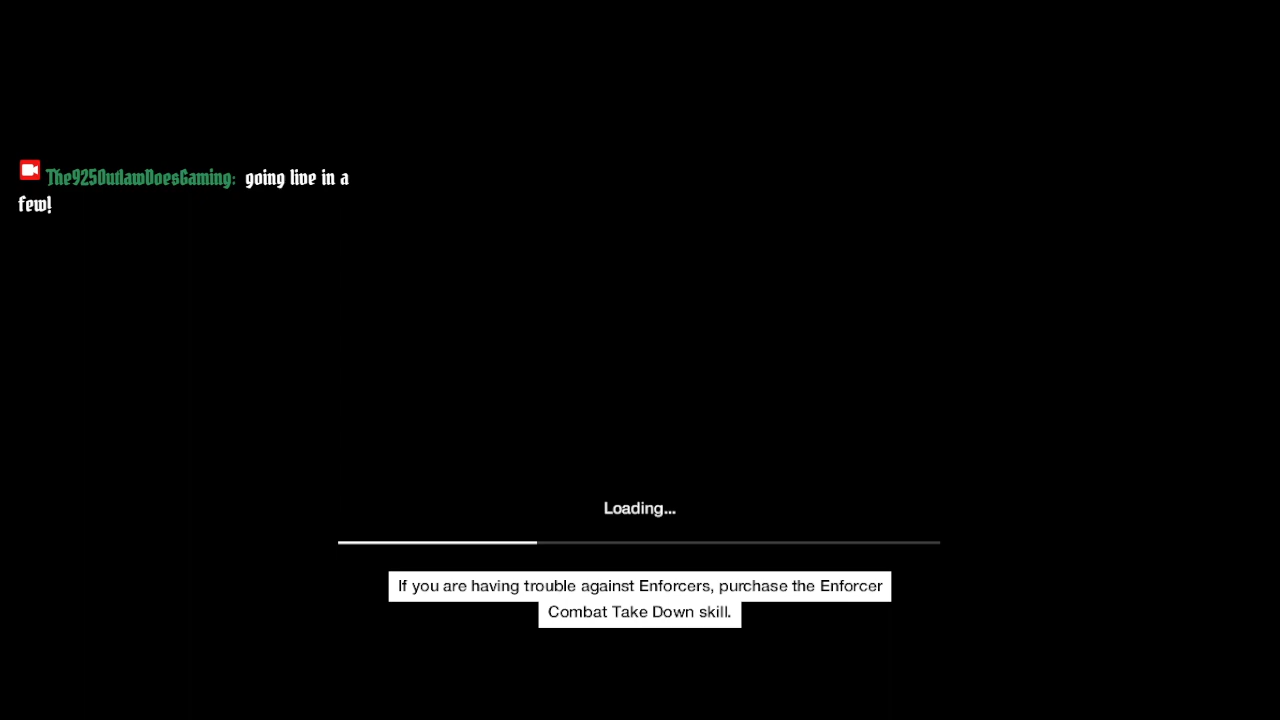 The925OutlawDoesGaming: going live in a
few!
Loading...
If you are having trouble against Enforcers, purchase the Enforcer
Combat Take Down skill.